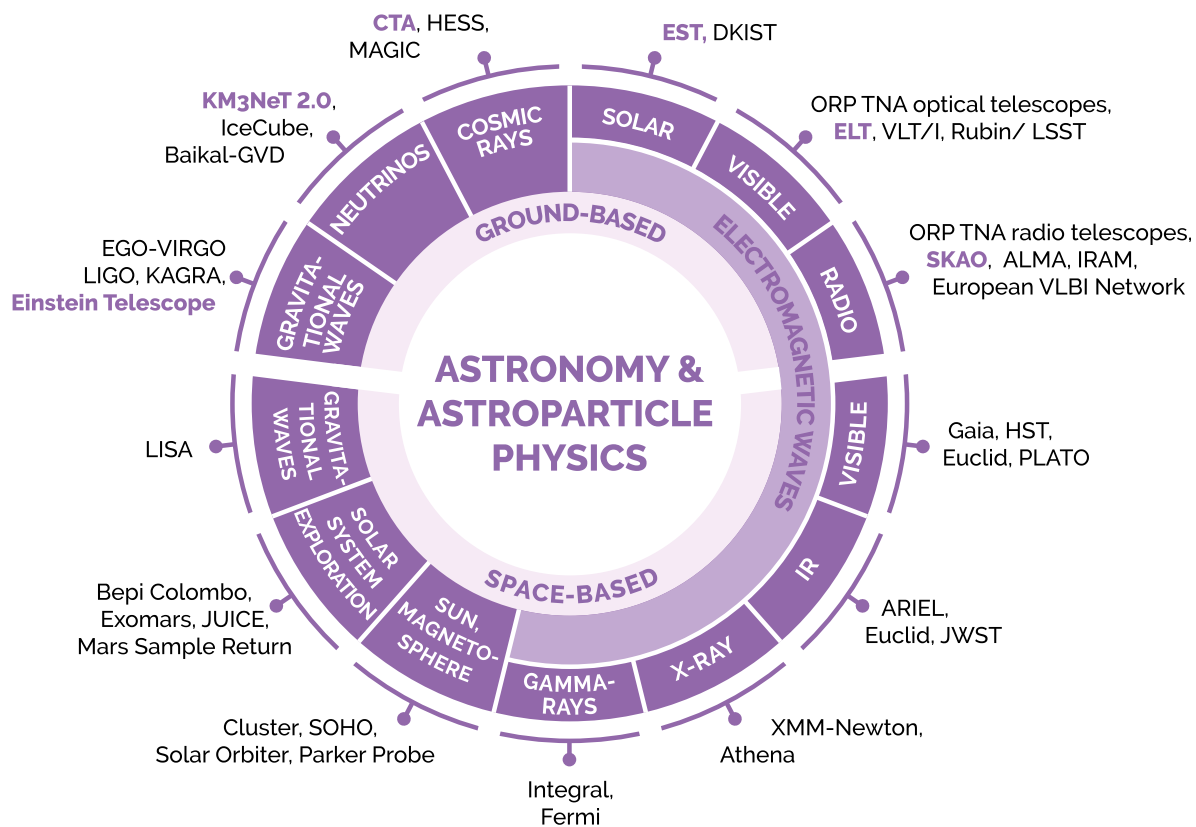 ASTRONOMY &
ASTROPARTICLE
PHYSICS
GROUND-BASED
SPACE-BASED
ELECTROMAGNETIC WAVES
SOLAR
EST, DKIST
VISIBLE
ORP TNA optical telescopes,
ELT, VLT/I, Rubin/ LSST
RADIO
ORP TNA radio telescopes,
SKAO, ALMA, IRAM,
European VLBI Network
VISIBLE
Gaia, HST,
Euclid, PLATO
IR
ARIEL,
Euclid, JWST
X-RAY
XMM-Newton,
Athena
GAMMA-
RAYS
Integral,
Fermi
SUN,
MAGNETO-
SPHERE
Cluster, SOHO,
Solar Orbiter, Parker Probe
SOLAR
SYSTEM
EXPLORATION
Bepi Colombo,
Exomars, JUICE,
Mars Sample Return
GRAVITA-
TIONAL
WAVES
LISA
GRAVITA-
TIONAL
WAVES
EGO-VIRGO
LIGO, KAGRA,
Einstein Telescope
NEUTRINOS
KM3NeT 2.0,
IceCube,
Baikal-GVD
COSMIC
RAYS
CTA, HESS,
MAGIC